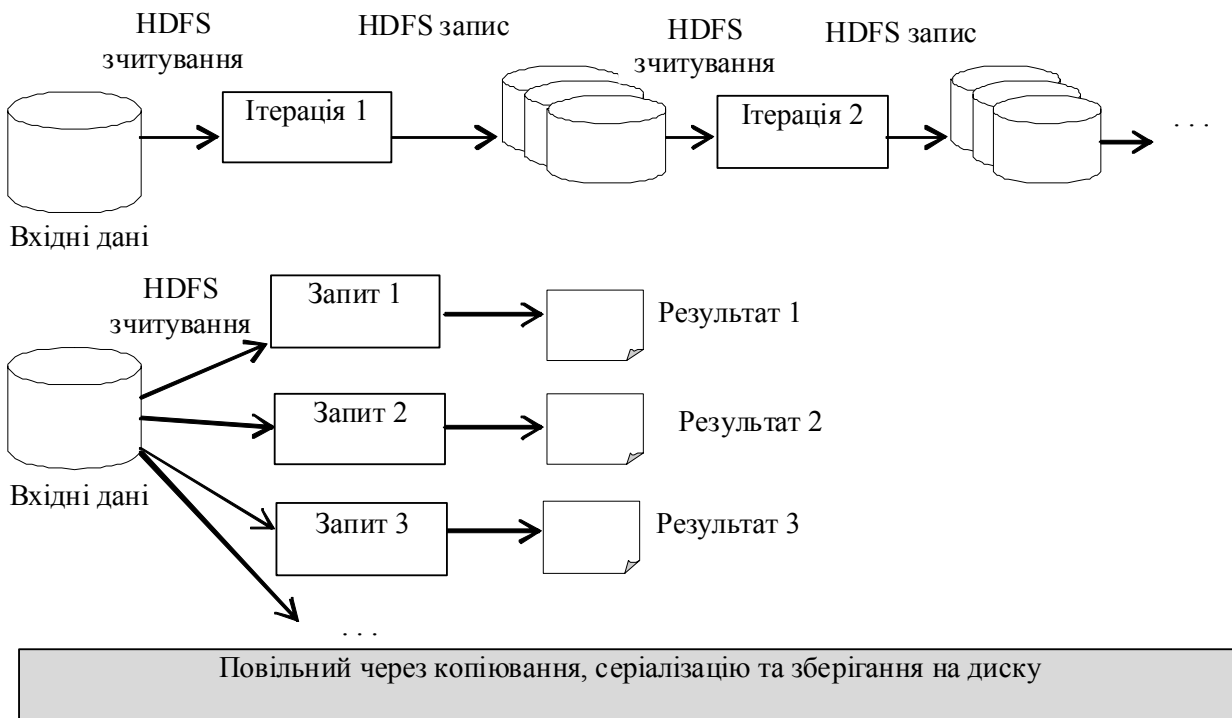 HDFS
зчитування
HDFS запис
HDFS
зчитування
HDFS запис
Ітерація 1
Ітерація 2
. . .
Вхідні дані
HDFS
зчитування
Запит 1
Результат 1
Запит 2
Результат 2
Вхідні дані
Запит 3
Результат 3
. . .
Повільний через копіювання, серіалізацію та зберігання на диску